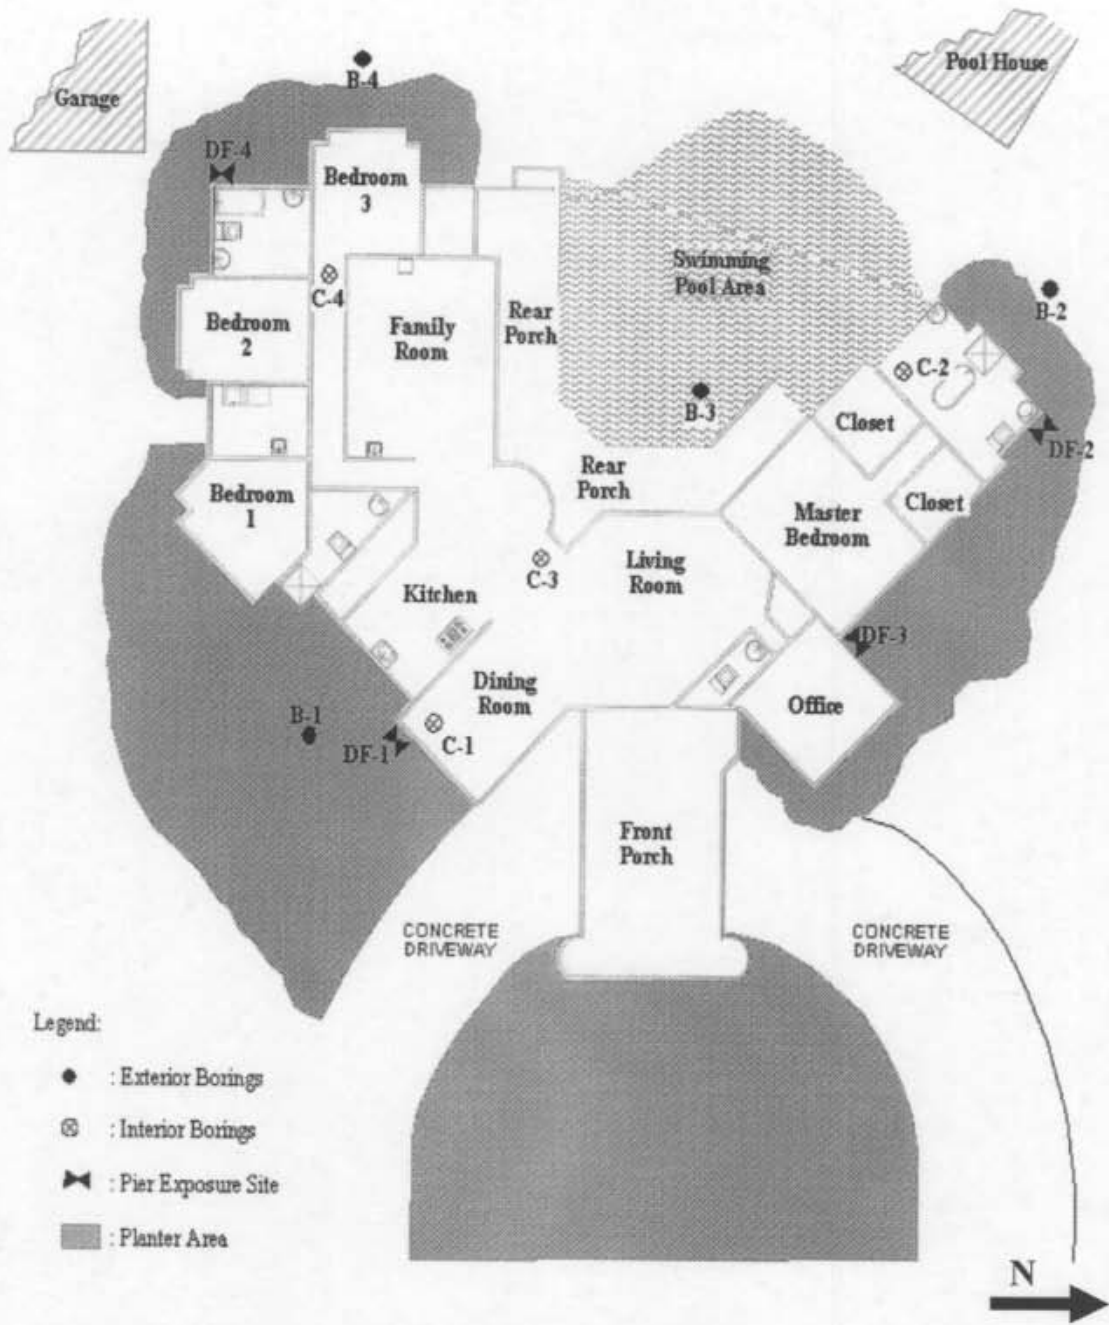 B-4
Pool House
Garage
DF-4
Bedroom
3
Swimming
Pool Area
C-4
B-2
Bedroom
2
Family
Room
Rear
Porch
C-2
B-3
Closet
DF-2
Rear
Porch
Bedroom
1
Closet
Master
Bedroom
C-3
Living
Room
Kitchen
DF-3
Dining
Room
Office
B-1
DF-1
C-1
Front
Porch
CONCRETE
DRIVEWAY
CONCRETE
DRIVEWAY
Legend:
: Exterior Borings
: Interior Borings
: Pier Exposure Site
: Planter Area
N